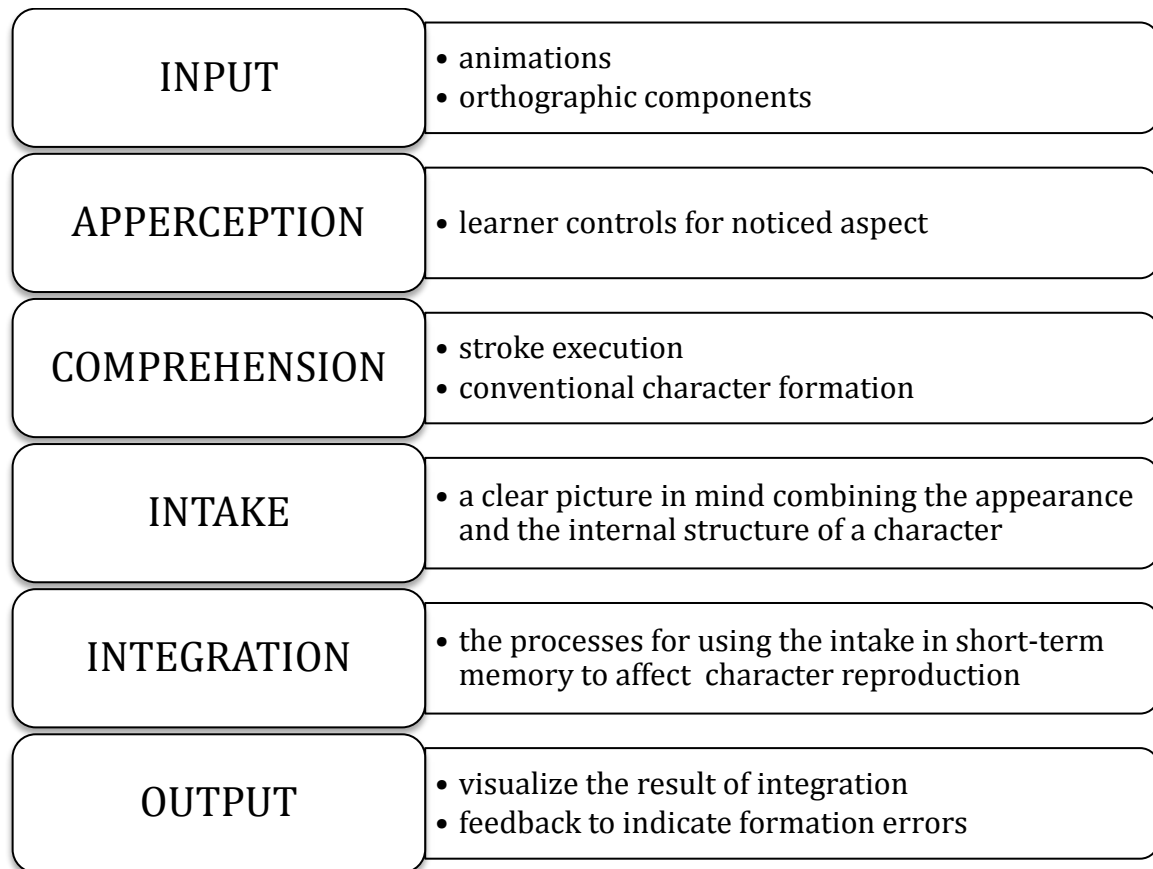 INPUT
• animations
• orthographic components
APPERCEPTION
• learner controls for noticed aspect
COMPREHENSION
• stroke execution
• conventional character formation
INTAKE
• a clear picture in mind combining the appearance
and the internal structure of a character
INTEGRATION
• the processes for using the intake in short-term
memory to affect  character reproduction
OUTPUT
• visualize the result of integration
• feedback to indicate formation errors